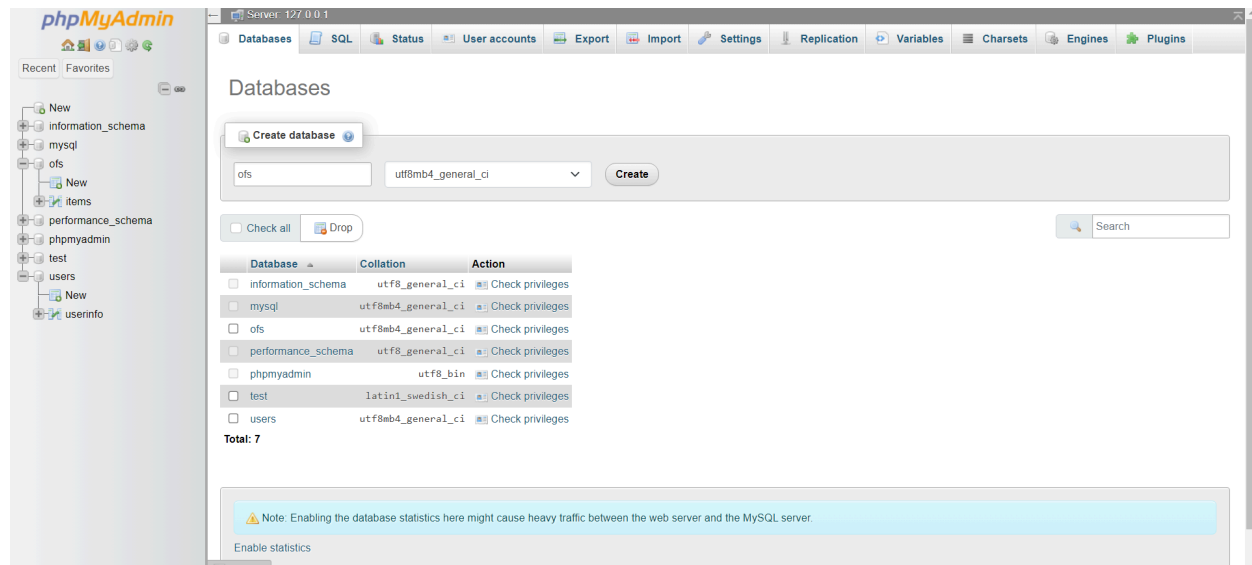 phpMyAdmin
Recent Favorites
New
information_schema
mysql
ofs
New
items
performance_schema
phpmyadmin
test
users
New
userinfo
Server: 127.0.0.1
Databases SQL Status User accounts Export Import Settings Replication Variables Charsets Engines Plugins
Databases
Create database
ofs utf8mb4_general_ci Create
Check all Drop Search
Database Collation Action
information_schema utf8_general_ci Check privileges
mysql utf8mb4_general_ci Check privileges
ofs utf8mb4_general_ci Check privileges
performance_schema utf8_general_ci Check privileges
phpmyadmin utf8_bin Check privileges
test latin1_swedish_ci Check privileges
users utf8mb4_general_ci Check privileges
Total: 7
Note: Enabling the database statistics here might cause heavy traffic between the web server and the MySQL server.
Enable statistics